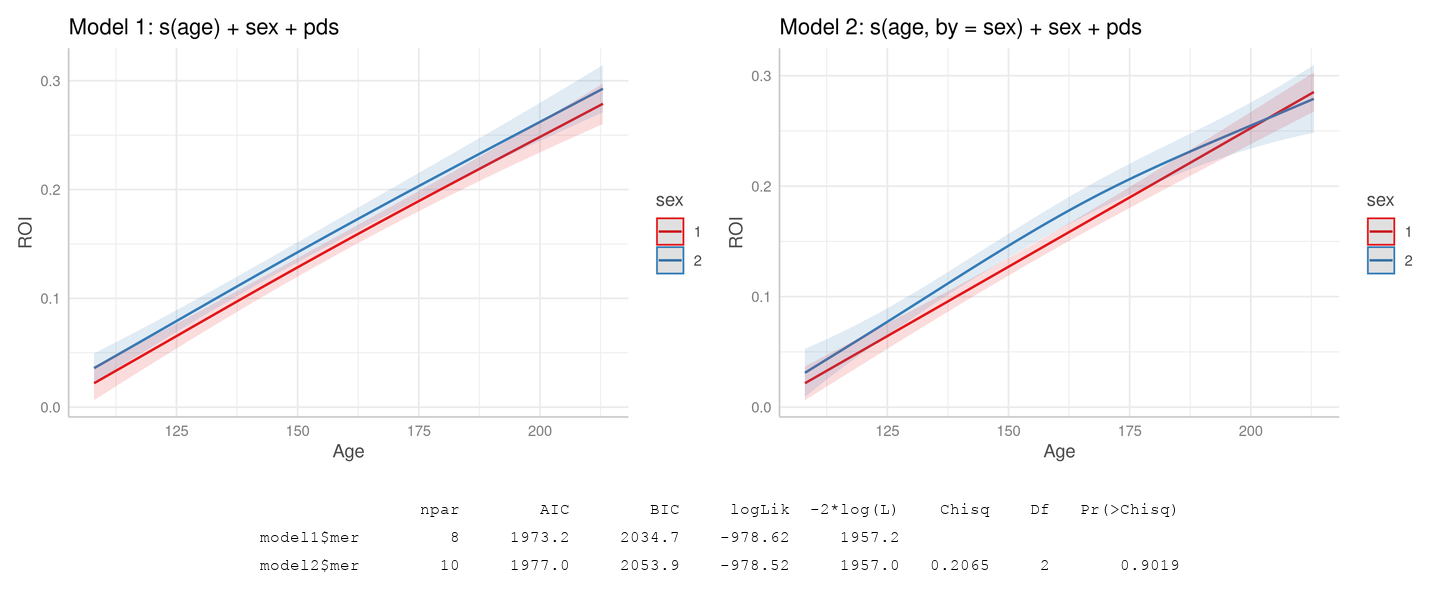 Model 1: s(age) + sex + pds
0.3
0.2
0.1
0.0
ROI
125 150 175 200
Age
sex
1
2
Model 2: s(age, by = sex) + sex + pds
0.3
0.2
0.1
0.0
ROI
125 150 175 200
Age
sex
1
2
npar AIC BIC logLik -2*log(L) Chisq Df Pr(>Chisq)
model1$mer 8 1973.2 2034.7 -978.62 1957.2
model2$mer 10 1977.0 2053.9 -978.52 1957.0 0.2065 2 0.9019